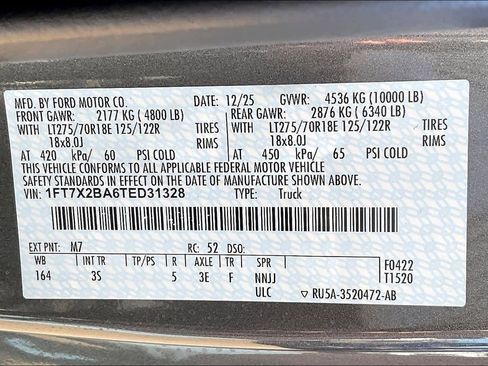 MFD. BY FORD MOTOR CO. DATE: 12/25 GVWR: 4536 KG (10000 LB)
FRONT GAWR: 2177 KG ( 4800 LB) REAR GAWR: 2876 KG ( 6340 LB)
WITH LT275/70R18E 125/122R TIRES WITH LT275/70R18E 125/122R TIRES
18x8.0J RIMS 18x8.0J RIMS
AT 420 kPa/ 60 PSI COLD AT 450 kPa/ 65 PSI COLD
THIS VEHICLE CONFORMS TO ALL APPLICABLE FEDERAL MOTOR VEHICLE
SAFETY STANDARDS IN EFFECT ON THE DATE OF MANUFACTURE SHOWN ABOVE.
VIN: 1FT7X2BA6TED31328 TYPE: Truck
EXT PNT: M7 RC: 52 DSO:
WB INT TR TP/PS R AXLE TR SPR F0422
164 3S 5 3E F NNJJ T1520
ULC RU5A-3520472-AB